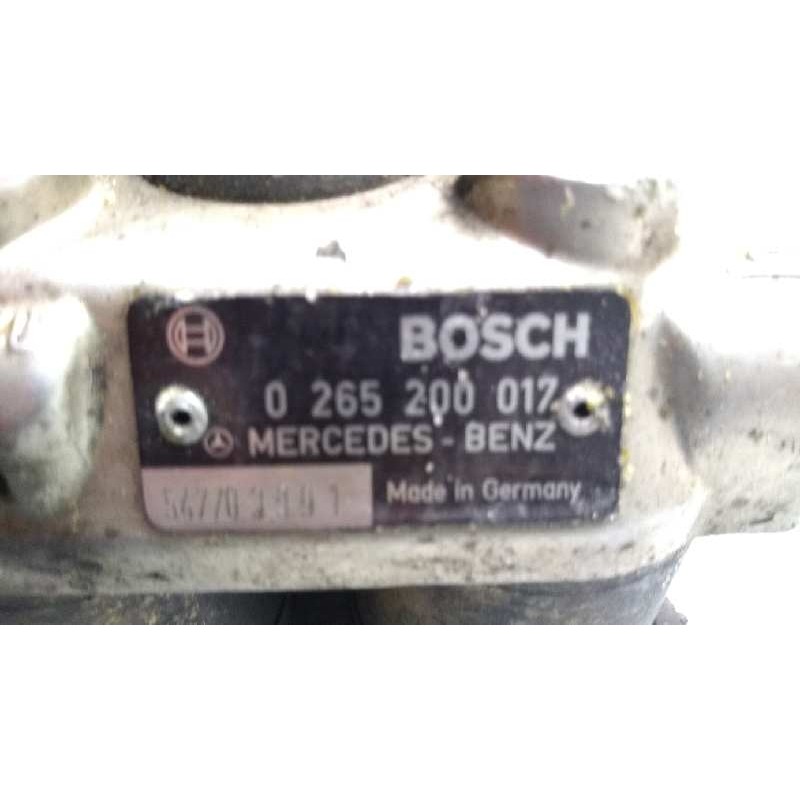 BOSCH
0 265 200 017
MERCEDES-BENZ
Made in Germany